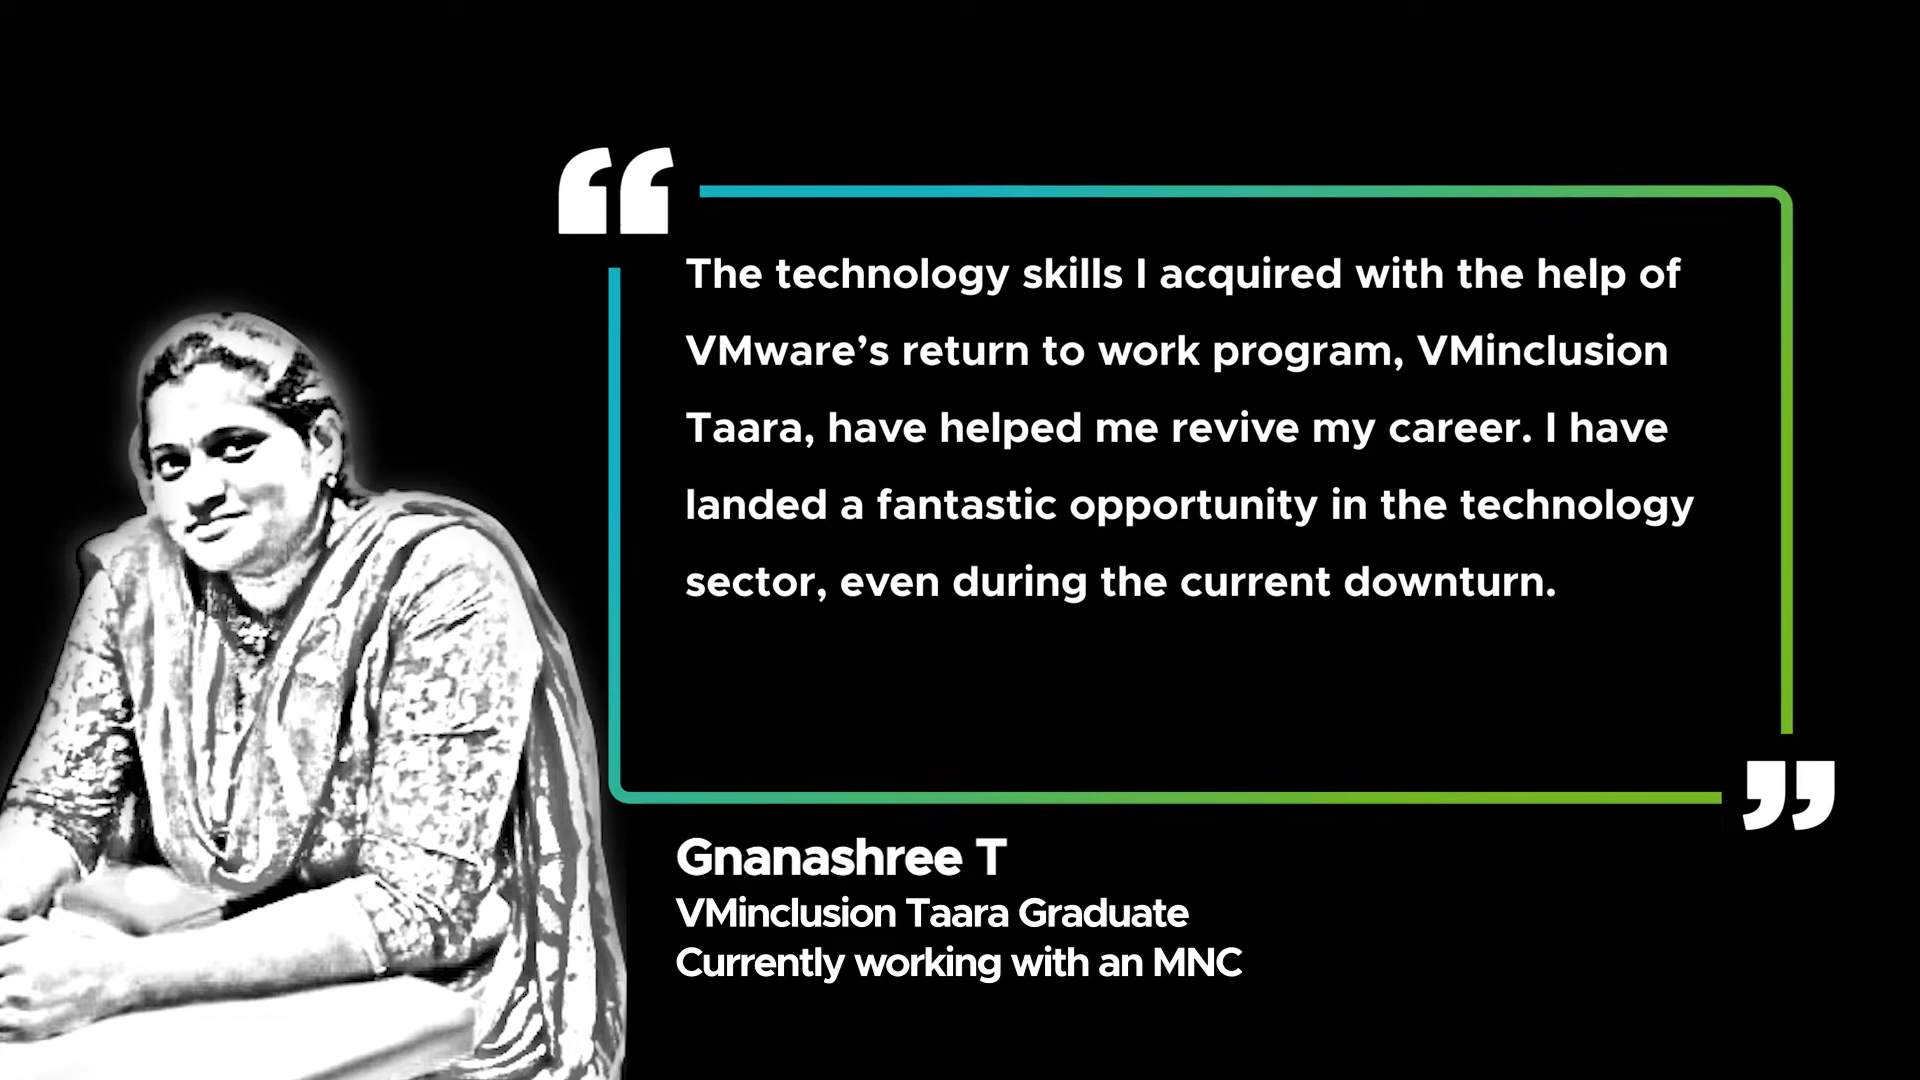 “
The technology skills I acquired with the help of
VMware’s return to work program, VMinclusion
Taara, have helped me revive my career. I have
landed a fantastic opportunity in the technology
sector, even during the current downturn.
”
Gnanashree T
VMinclusion Taara Graduate
Currently working with an MNC